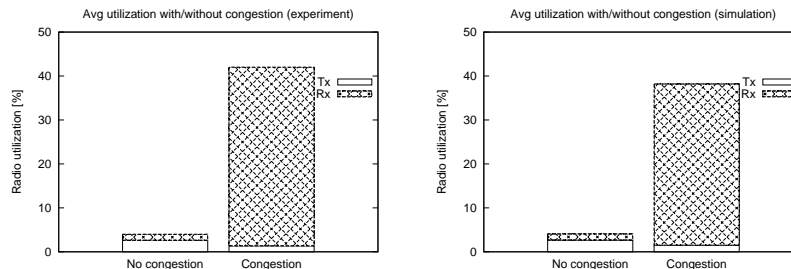 Avg utilization with/without congestion (experiment)
50
40
30
20
10
0
Radio utilization [%]
Tx
Rx
No congestion
Congestion
Avg utilization with/without congestion (simulation)
50
40
30
20
10
0
Radio utilization [%]
Tx
Rx
No congestion
Congestion